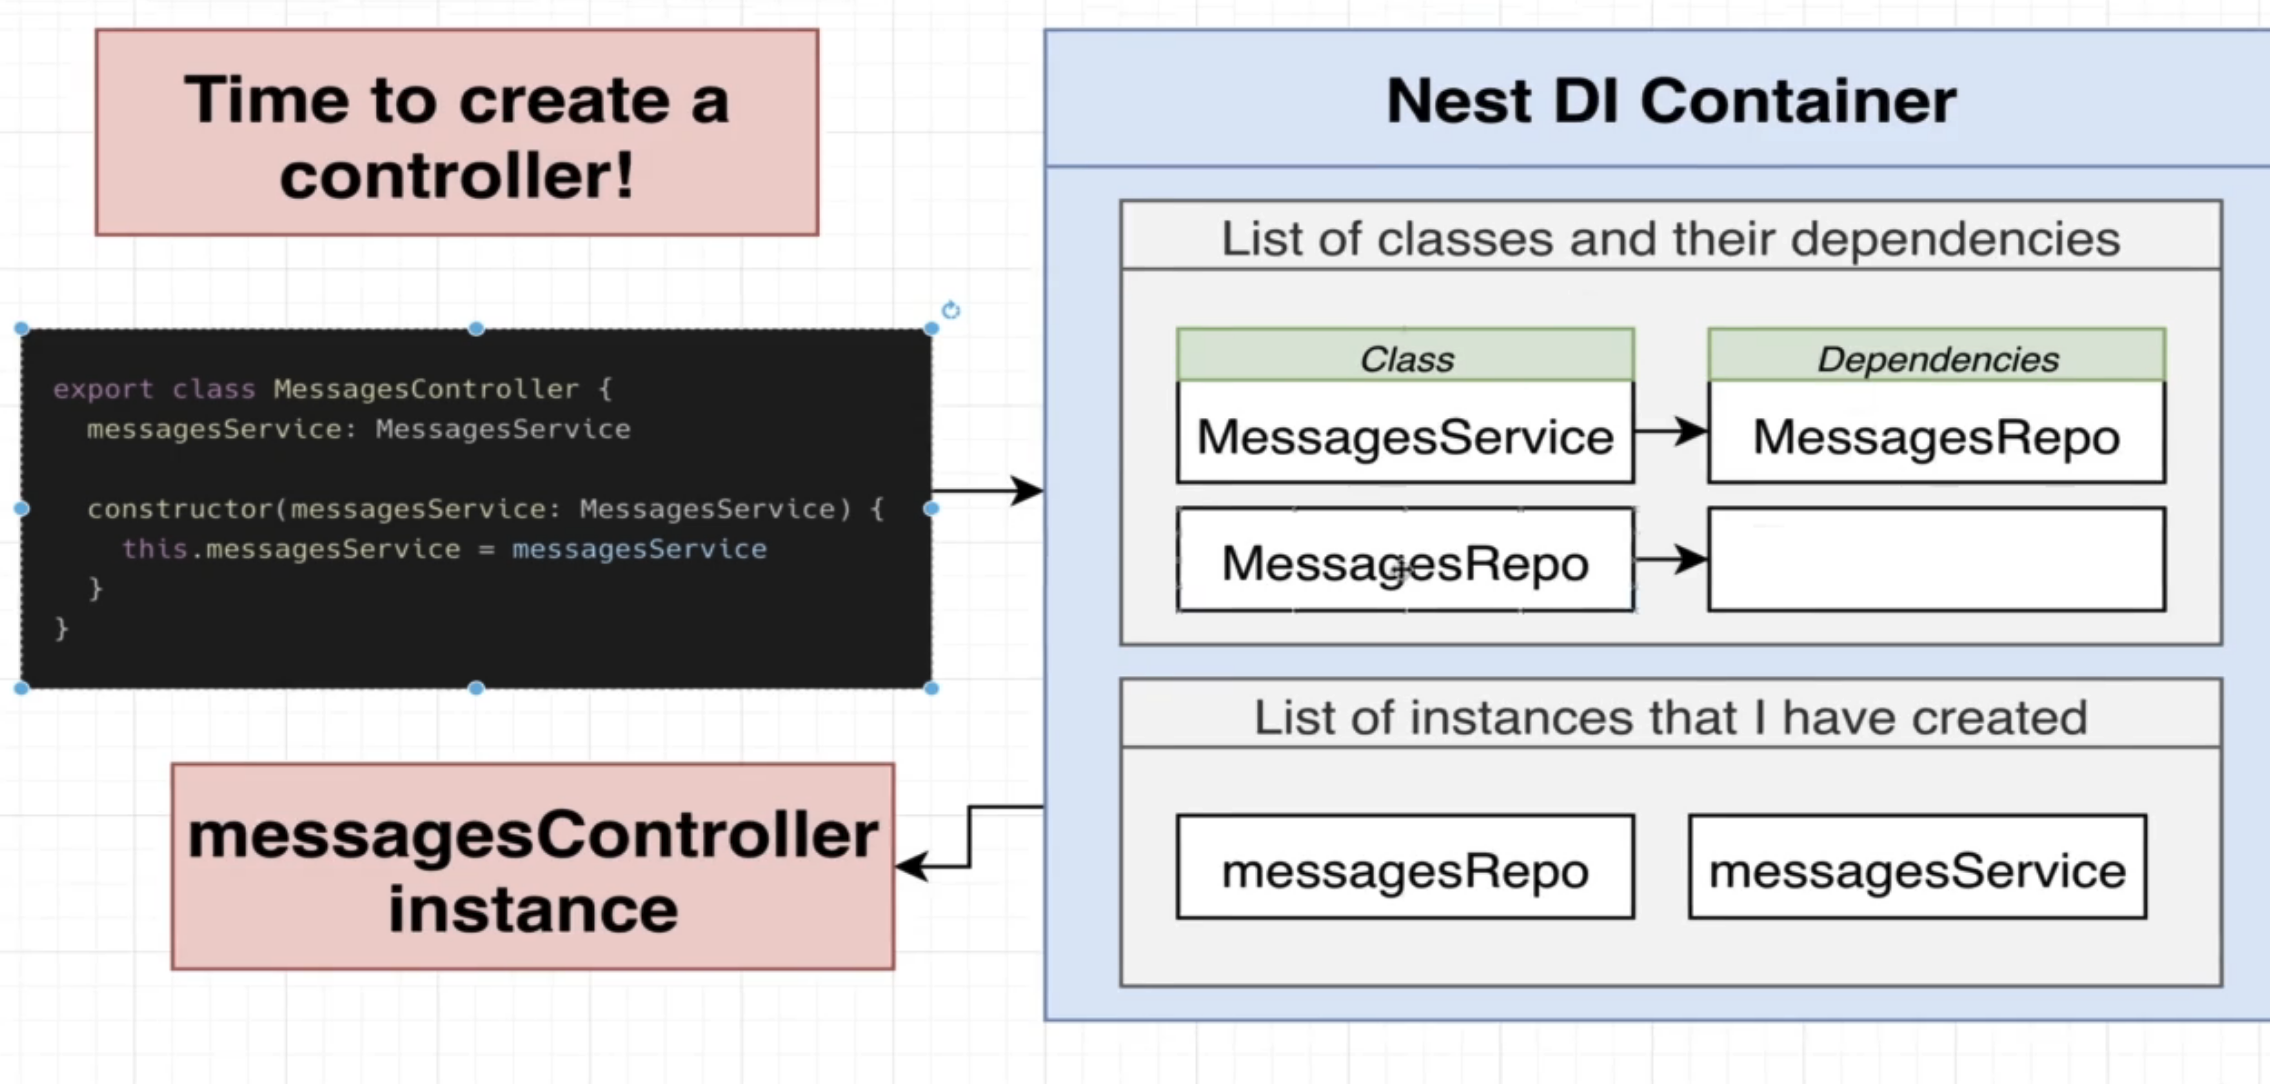 Time to create a
controller!
export class MessagesController {
  messagesService: MessagesService
  constructor(messagesService: MessagesService) {
    this.messagesService = messagesService
  }
}
messagesController
instance
Nest DI Container
List of classes and their dependencies
Class
Dependencies
MessagesService
MessagesRepo
MessagesRepo
List of instances that I have created
messagesRepo
messagesService